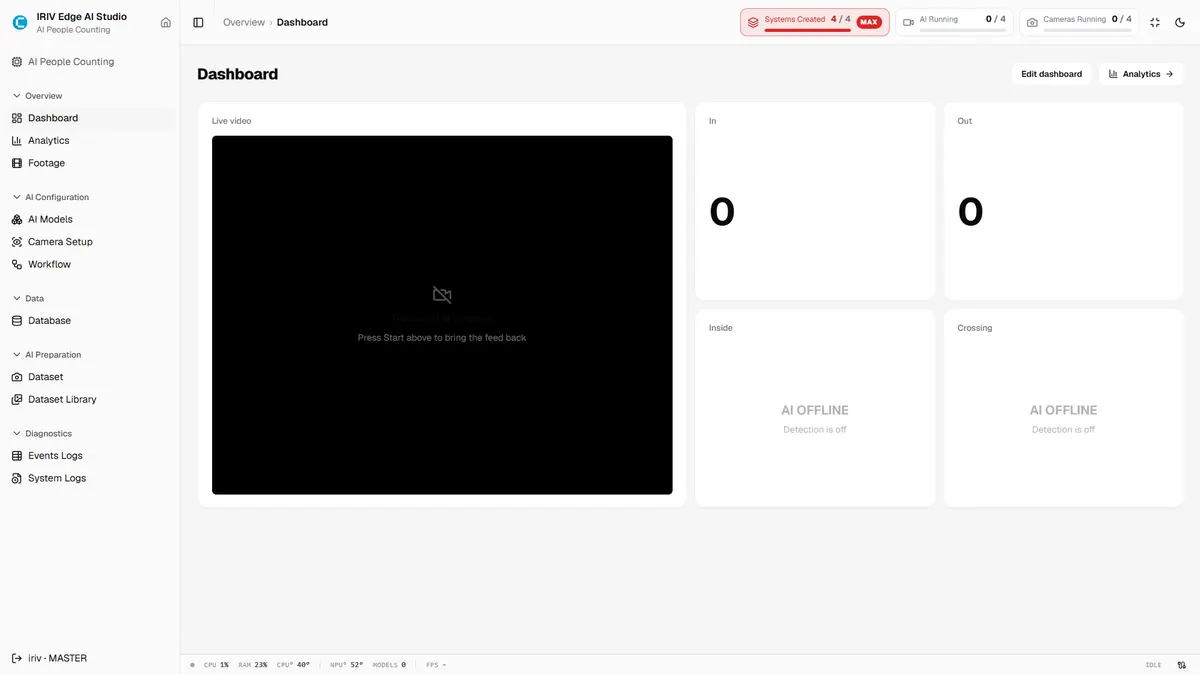 IRIV Edge AI Studio
AI People Counting
Overview › Dashboard
Systems Created 4 / 4 MAX
AI Running 0 / 4
Cameras Running 0 / 4
AI People Counting
Overview
Dashboard
Analytics
Footage
AI Configuration
AI Models
Camera Setup
Workflow
Data
Database
AI Preparation
Dataset
Dataset Library
Diagnostics
Events Logs
System Logs
iriv · MASTER
Dashboard
Edit dashboard
Analytics →
Live video
Press Start above to bring the feed back
In
0
Out
0
Inside
AI OFFLINE
Detection is off
Crossing
AI OFFLINE
Detection is off
CPU 1% RAM 23% CPU° 40° NPU° 52° MODELS 0 FPS - IDLE